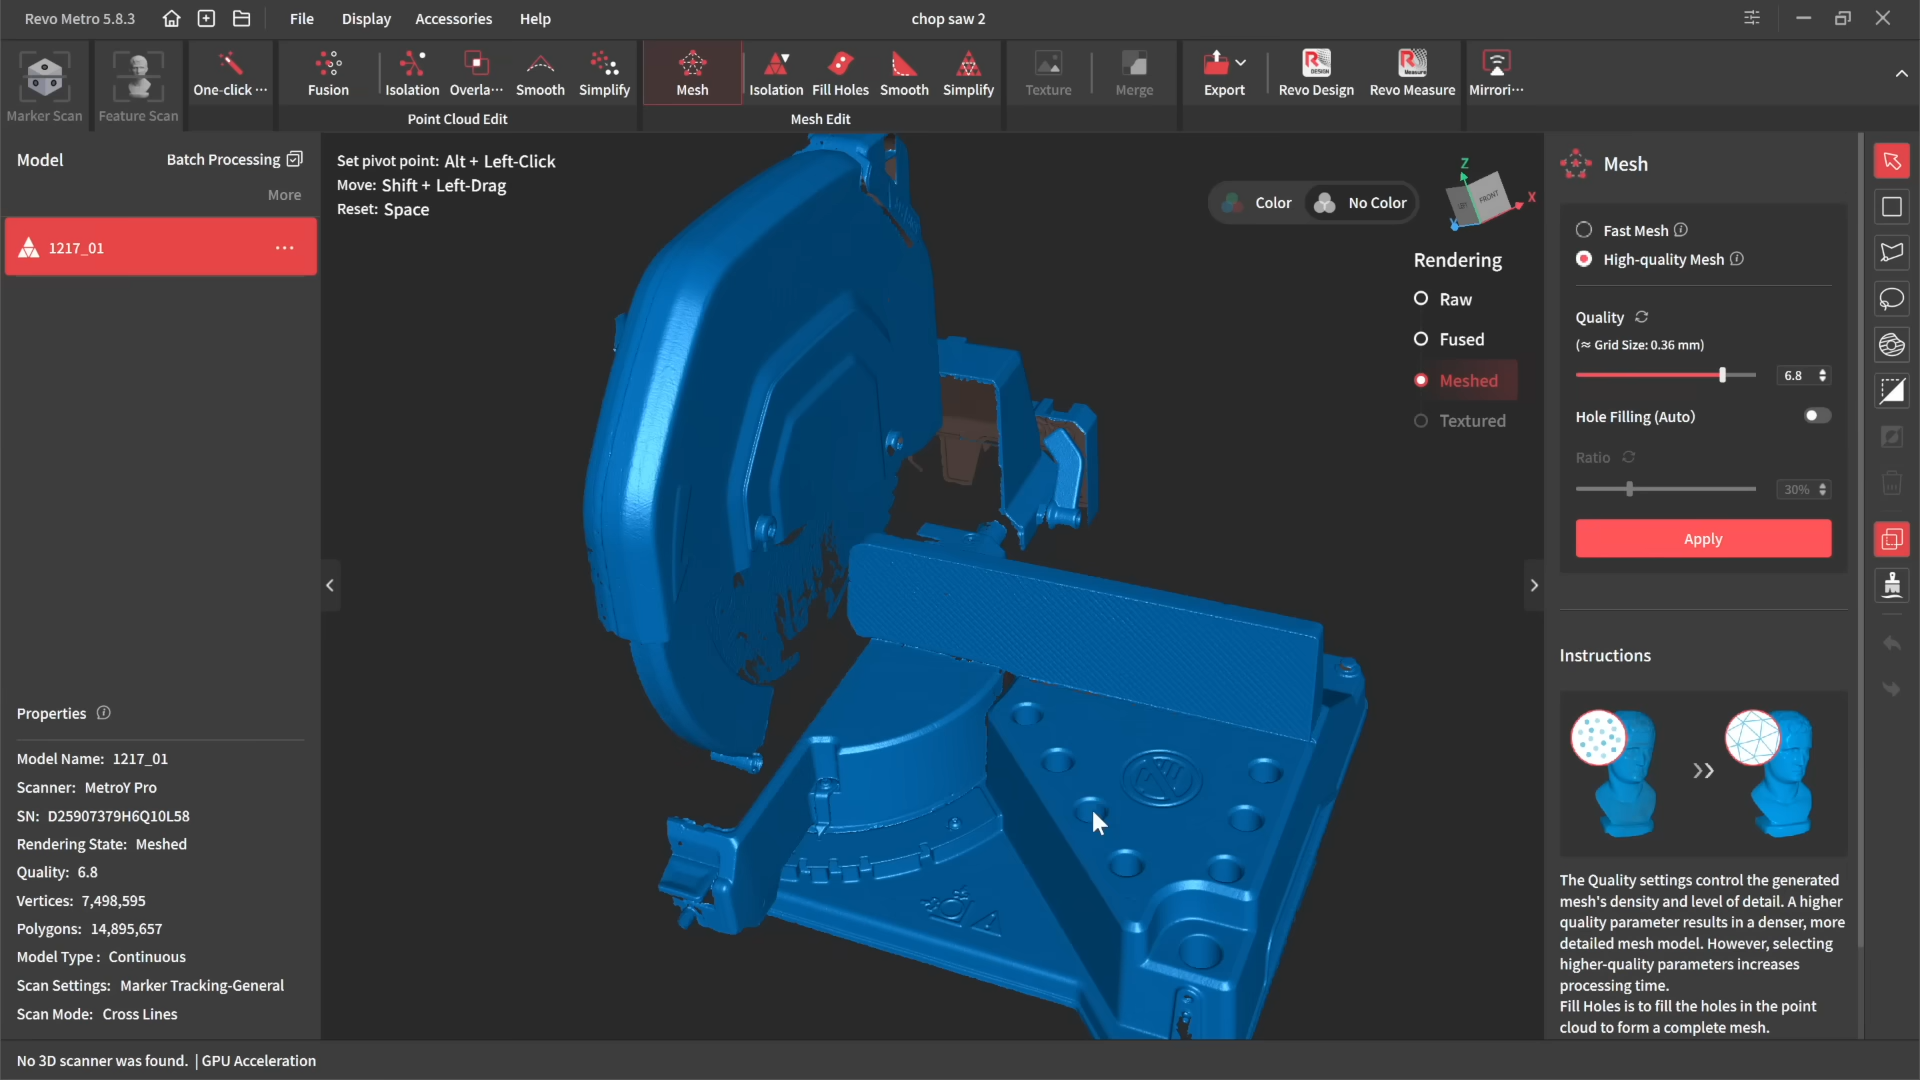 Revo Metro 5.8.3
File
Display
Accessories
Help
chop saw 2
Marker Scan
Feature Scan
One-click ···
Fusion
Isolation
Overla···
Smooth
Simplify
Point Cloud Edit
Mesh
Isolation
Fill Holes
Smooth
Simplify
Mesh Edit
Texture
Merge
Export
Revo Design
Revo Measure
Mirrori···
Model
Batch Processing
More
1217_01
Set pivot point: Alt + Left-Click
Move: Shift + Left-Drag
Reset: Space
Color
No Color
Z
X
FRONT
Rendering
Raw
Fused
Meshed
Textured
Mesh
Fast Mesh
High-quality Mesh
Quality
(≈ Grid Size: 0.36 mm)
6.8
Hole Filling (Auto)
Ratio
30%
Apply
Instructions
The Quality settings control the generated
mesh's density and level of detail. A higher
quality parameter results in a denser, more
detailed mesh model. However, selecting
higher-quality parameters increases
processing time.
Fill Holes is to fill the holes in the point
cloud to form a complete mesh.
Properties
Model Name: 1217_01
Scanner: MetroY Pro
SN: D25907379H6Q10L58
Rendering State: Meshed
Quality: 6.8
Vertices: 7,498,595
Polygons: 14,895,657
Model Type : Continuous
Scan Settings: Marker Tracking-General
Scan Mode: Cross Lines
No 3D scanner was found. | GPU Acceleration